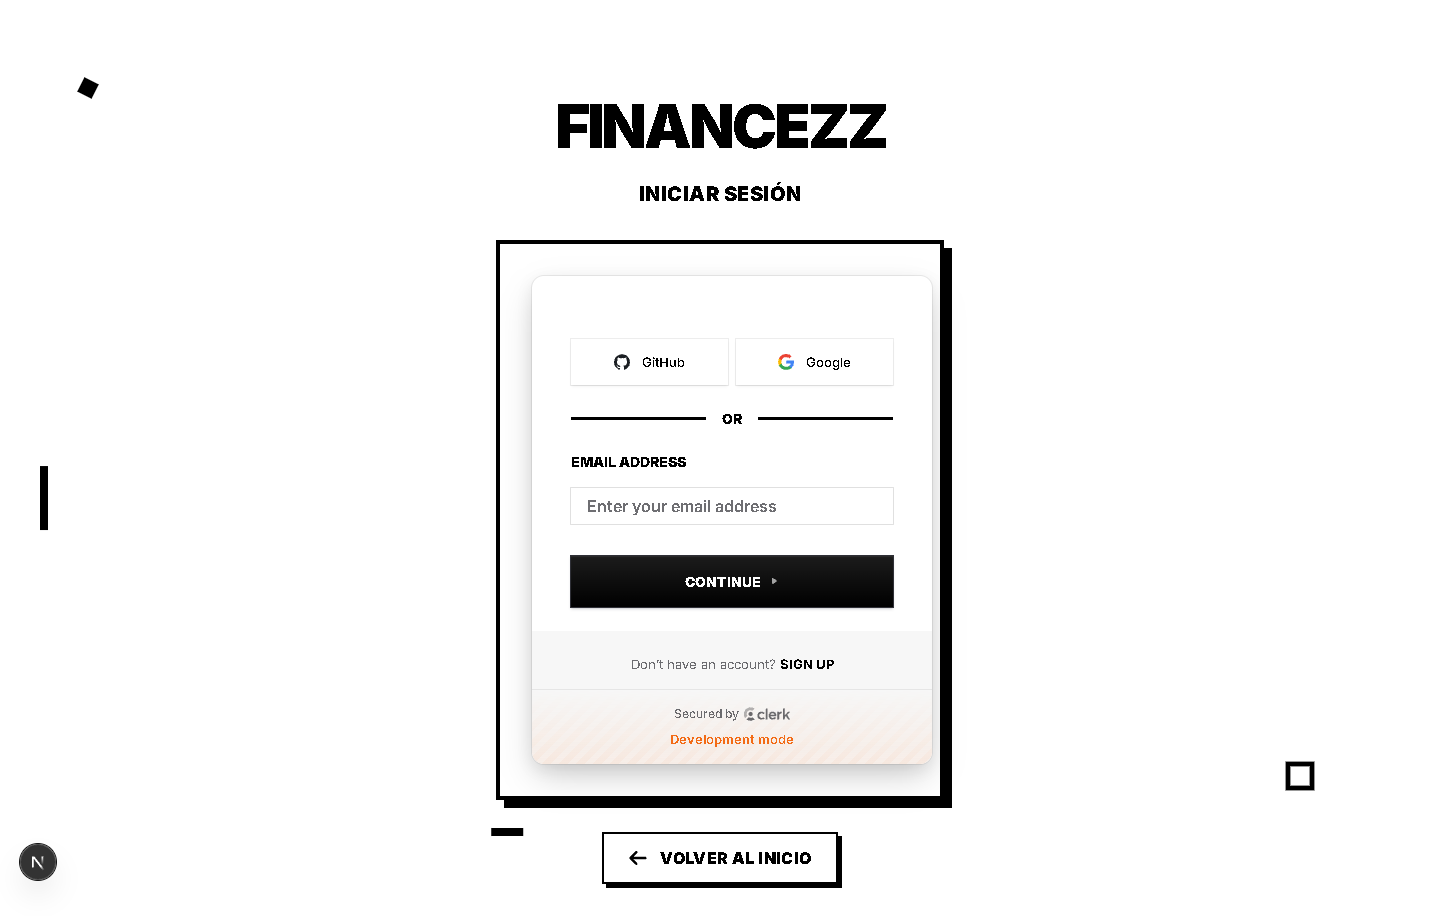 FINANCEZZ
INICIAR SESIÓN
GitHub
Google
OR
EMAIL ADDRESS
Enter your email address
CONTINUE
Don't have an account? SIGN UP
Secured by clerk
Development mode
VOLVER AL INICIO
N